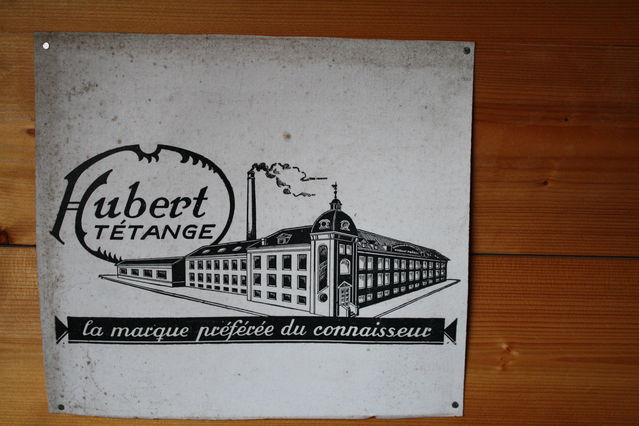 Hubert
TÉTANGE
la marque préférée du connaisseur